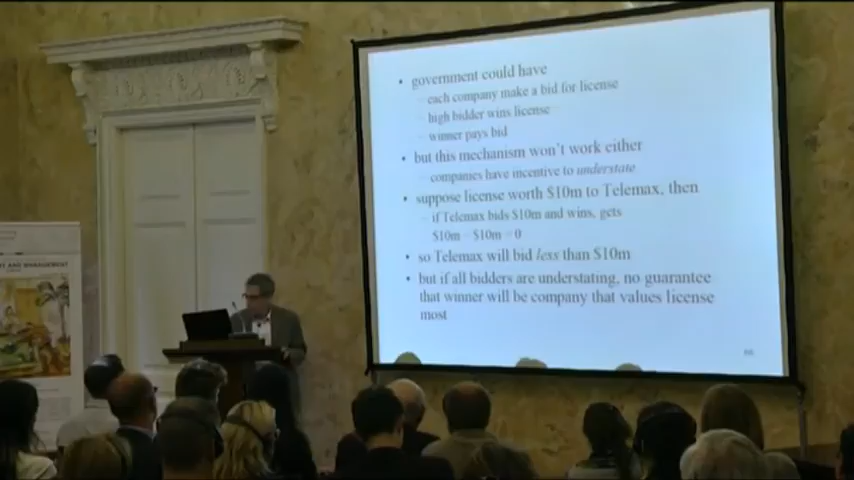 • government could have
– each company make a bid for license
– high bidder wins license
– winner pays bid
• but this mechanism won't work either
– companies have incentive to understate
• suppose license worth $10m to Telemax, then
– if Telemax bids $10m and wins, gets
$10m – $10m = 0
• so Telemax will bid less than $10m
• but if all bidders are understating, no guarantee
that winner will be company that values license
most
AND MANAGEMENT